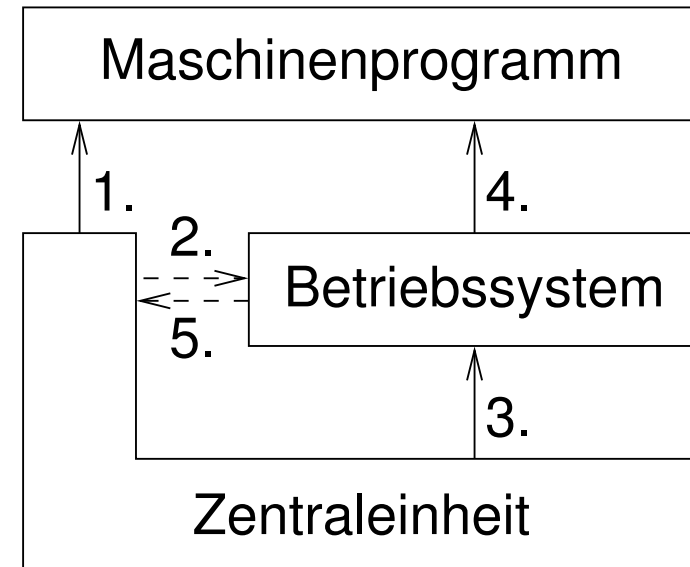 Maschinenprogramm
1.
4.
2.
Betriebssystem
5.
3.
Zentraleinheit